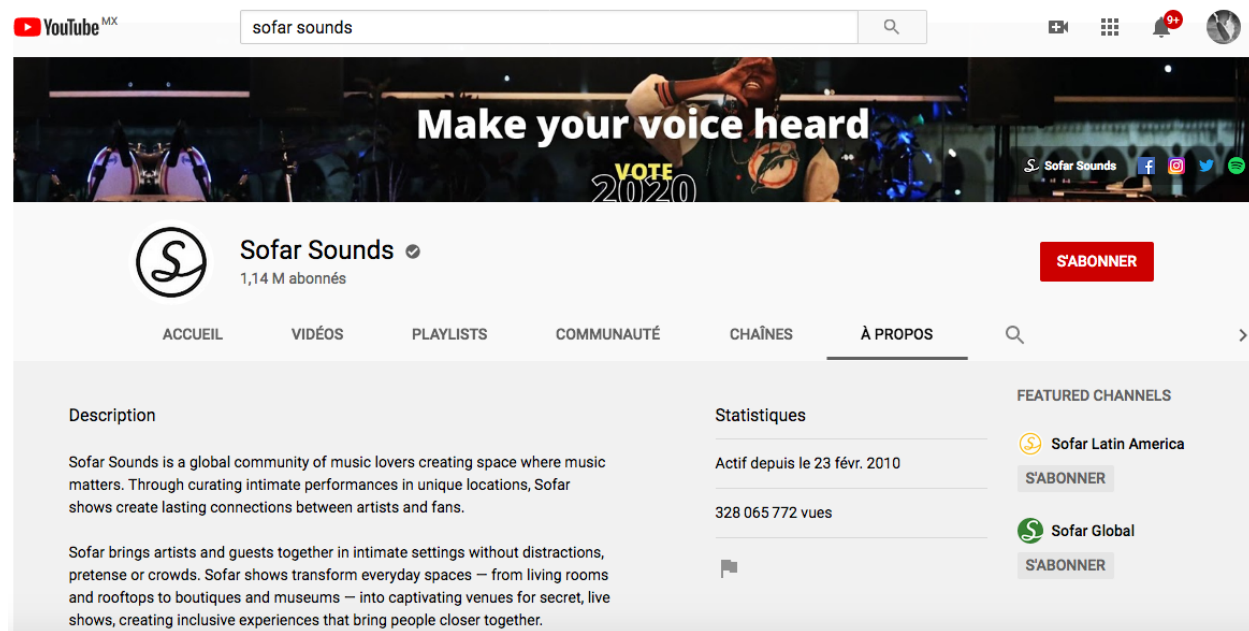 YouTube MX
sofar sounds
9+
Make your voice heard
VOTE
2020
Sofar Sounds
Sofar Sounds
1,14 M abonnés
S'ABONNER
ACCUEIL VIDÉOS PLAYLISTS COMMUNAUTÉ CHAÎNES À PROPOS
Description
Sofar Sounds is a global community of music lovers creating space where music
matters. Through curating intimate performances in unique locations, Sofar
shows create lasting connections between artists and fans.
Sofar brings artists and guests together in intimate settings without distractions,
pretense or crowds. Sofar shows transform everyday spaces — from living rooms
and rooftops to boutiques and museums — into captivating venues for secret, live
shows, creating inclusive experiences that bring people closer together.
Statistiques
Actif depuis le 23 févr. 2010
328 065 772 vues
FEATURED CHANNELS
Sofar Latin America
S'ABONNER
Sofar Global
S'ABONNER